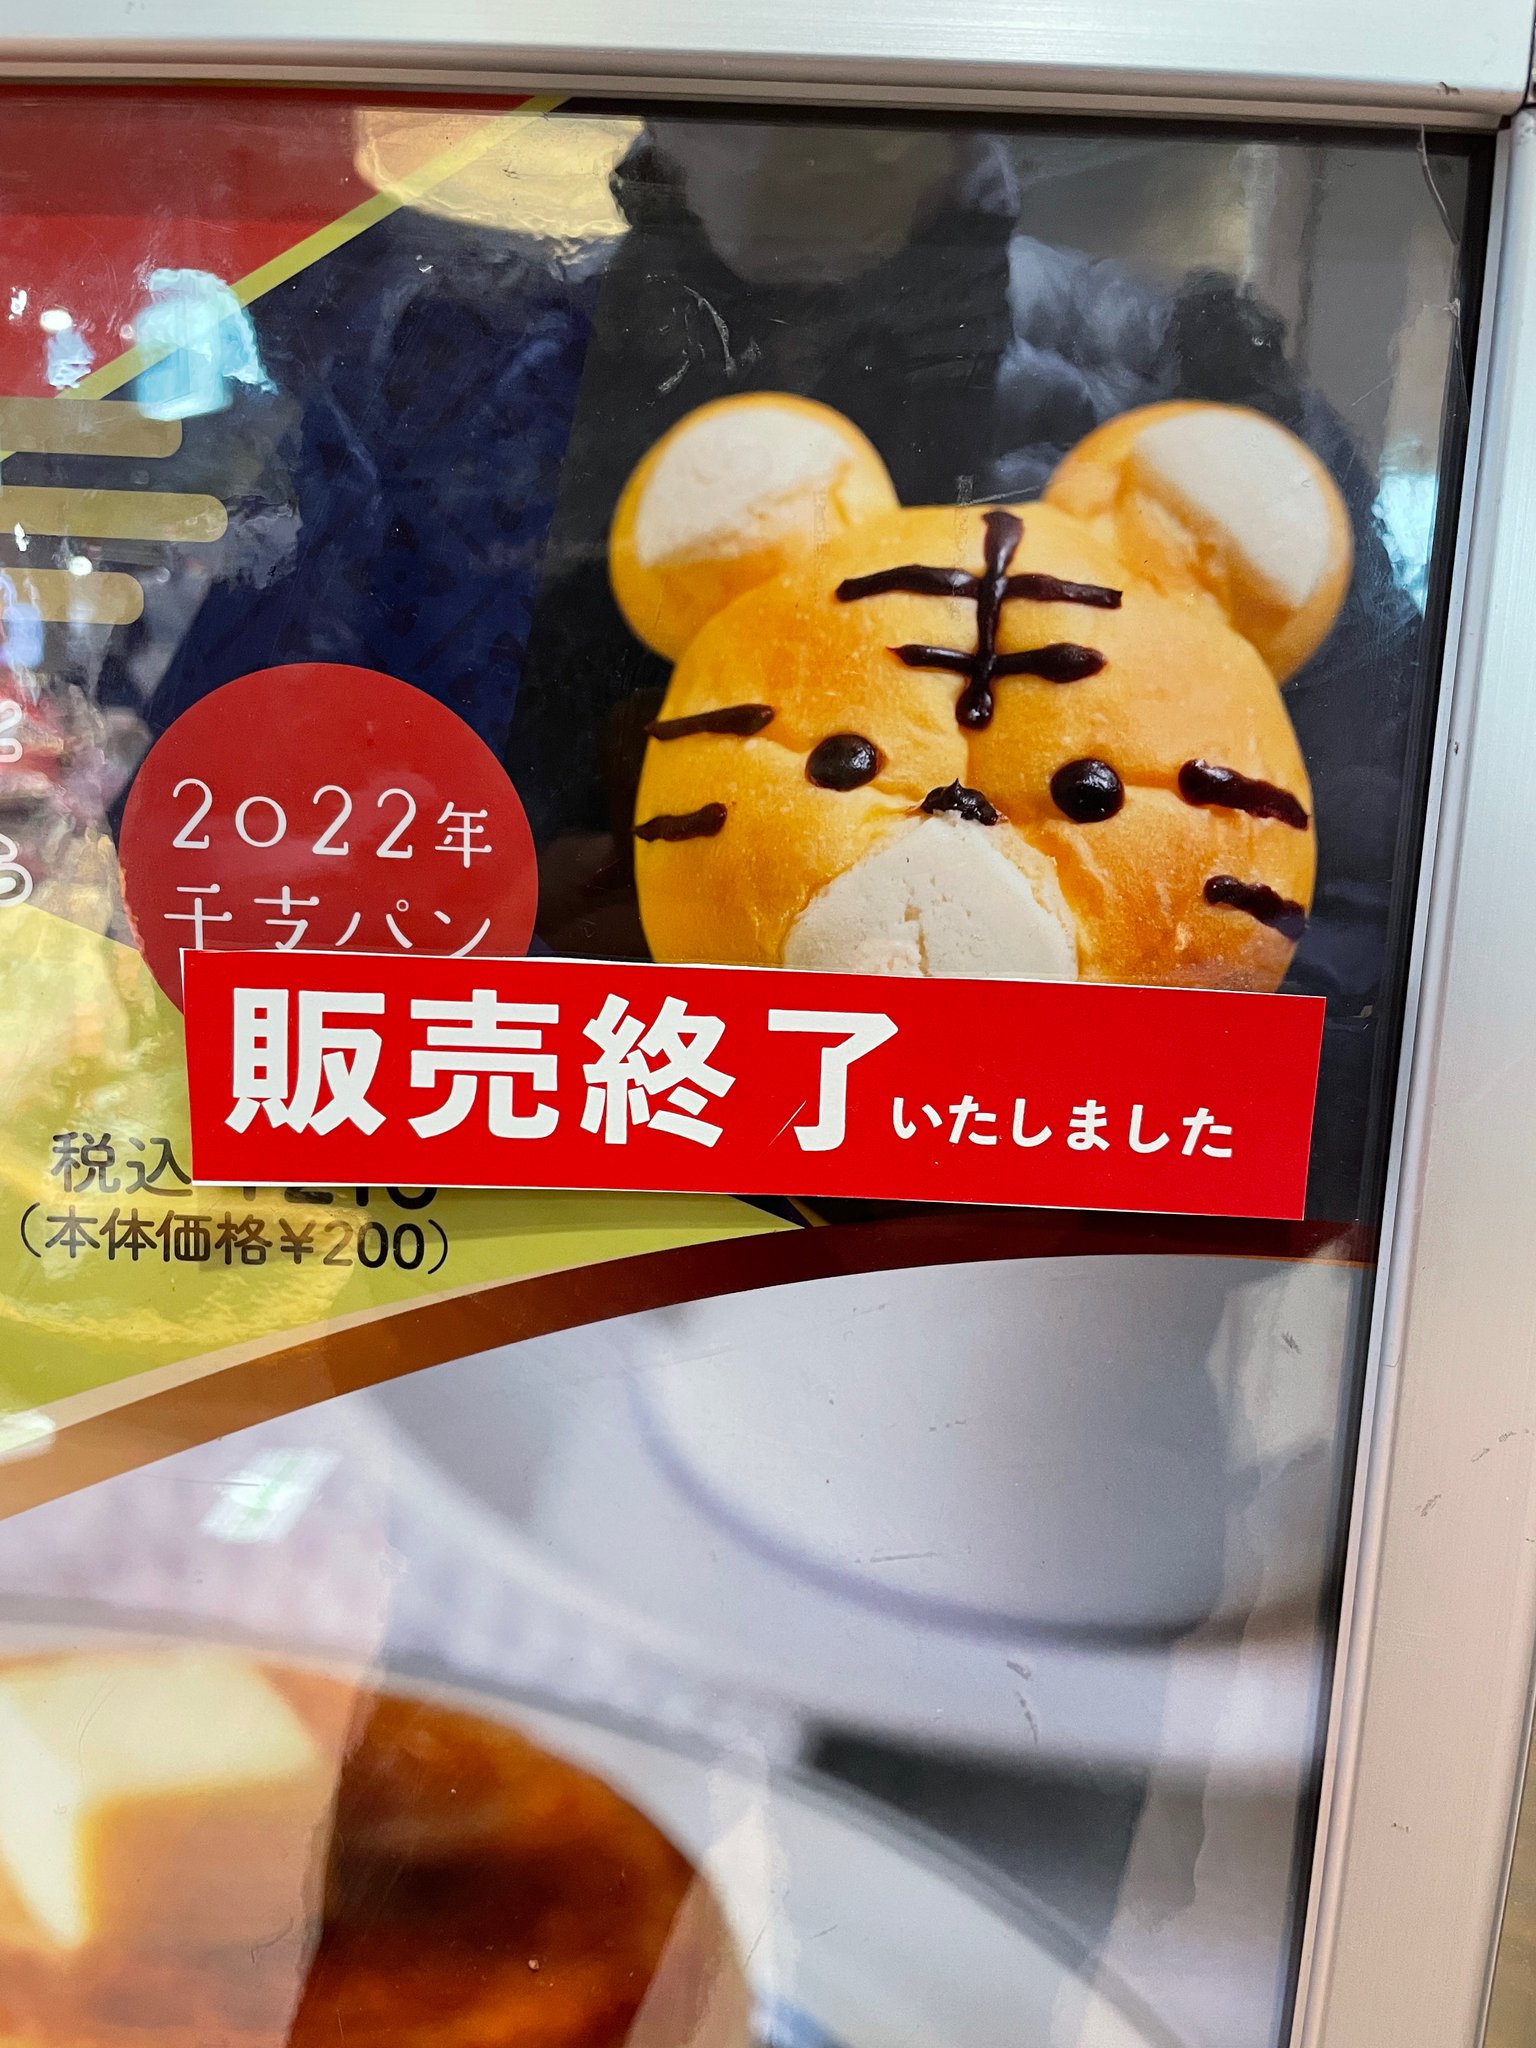 2022年
干支パン
販売終了いたしました
税込
(本体価格¥200)